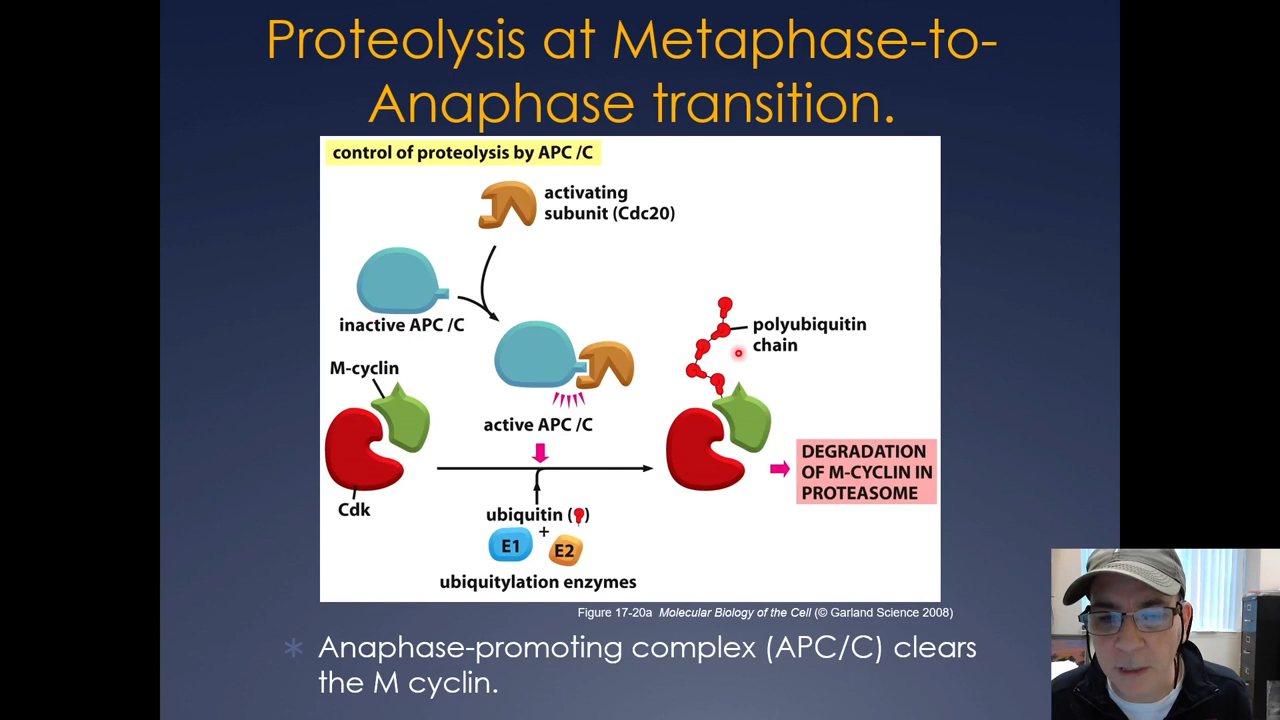 Proteolysis at Metaphase-to-
Anaphase transition.
control of proteolysis by APC /C
activating
subunit (Cdc20)
inactive APC /C
polyubiquitin
chain
M-cyclin
active APC /C
DEGRADATION
OF M-CYCLIN IN
PROTEASOME
Cdk
ubiquitin ( )
+
E1
E2
ubiquitylation enzymes
Figure 17-20a Molecular Biology of the Cell (© Garland Science 2008)
Anaphase-promoting complex (APC/C) clears
the M cyclin.